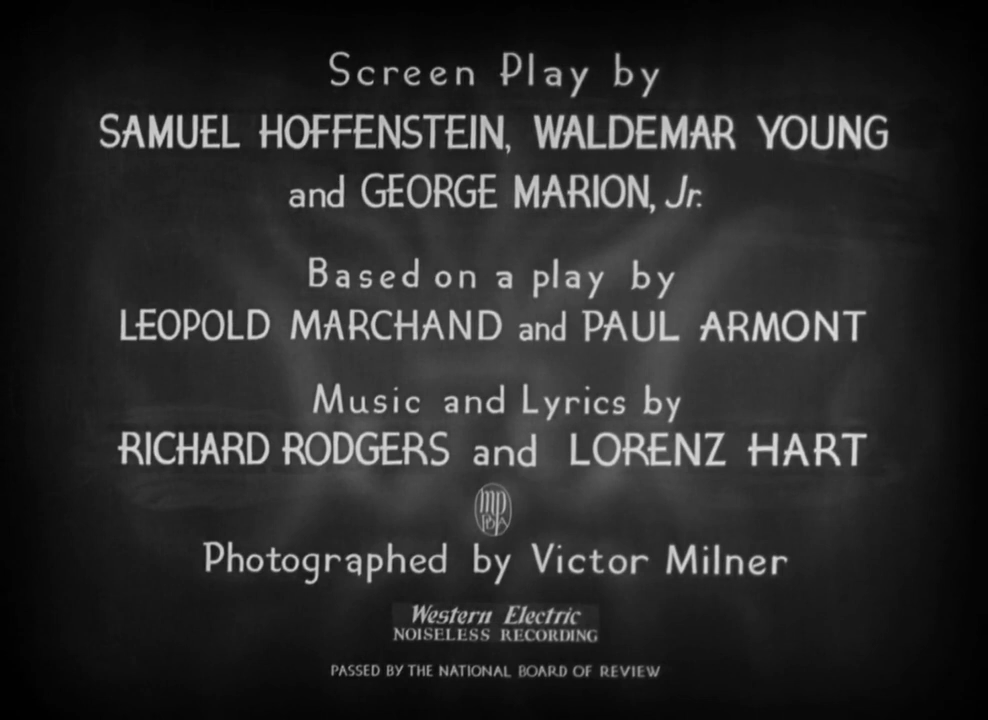 Screen Play by
SAMUEL HOFFENSTEIN, WALDEMAR YOUNG
and GEORGE MARION, Jr.
Based on a play by
LEOPOLD MARCHAND and PAUL ARMONT
Music and Lyrics by
RICHARD RODGERS and LORENZ HART
Photographed by Victor Milner
Western Electric
NOISELESS RECORDING
PASSED BY THE NATIONAL BOARD OF REVIEW